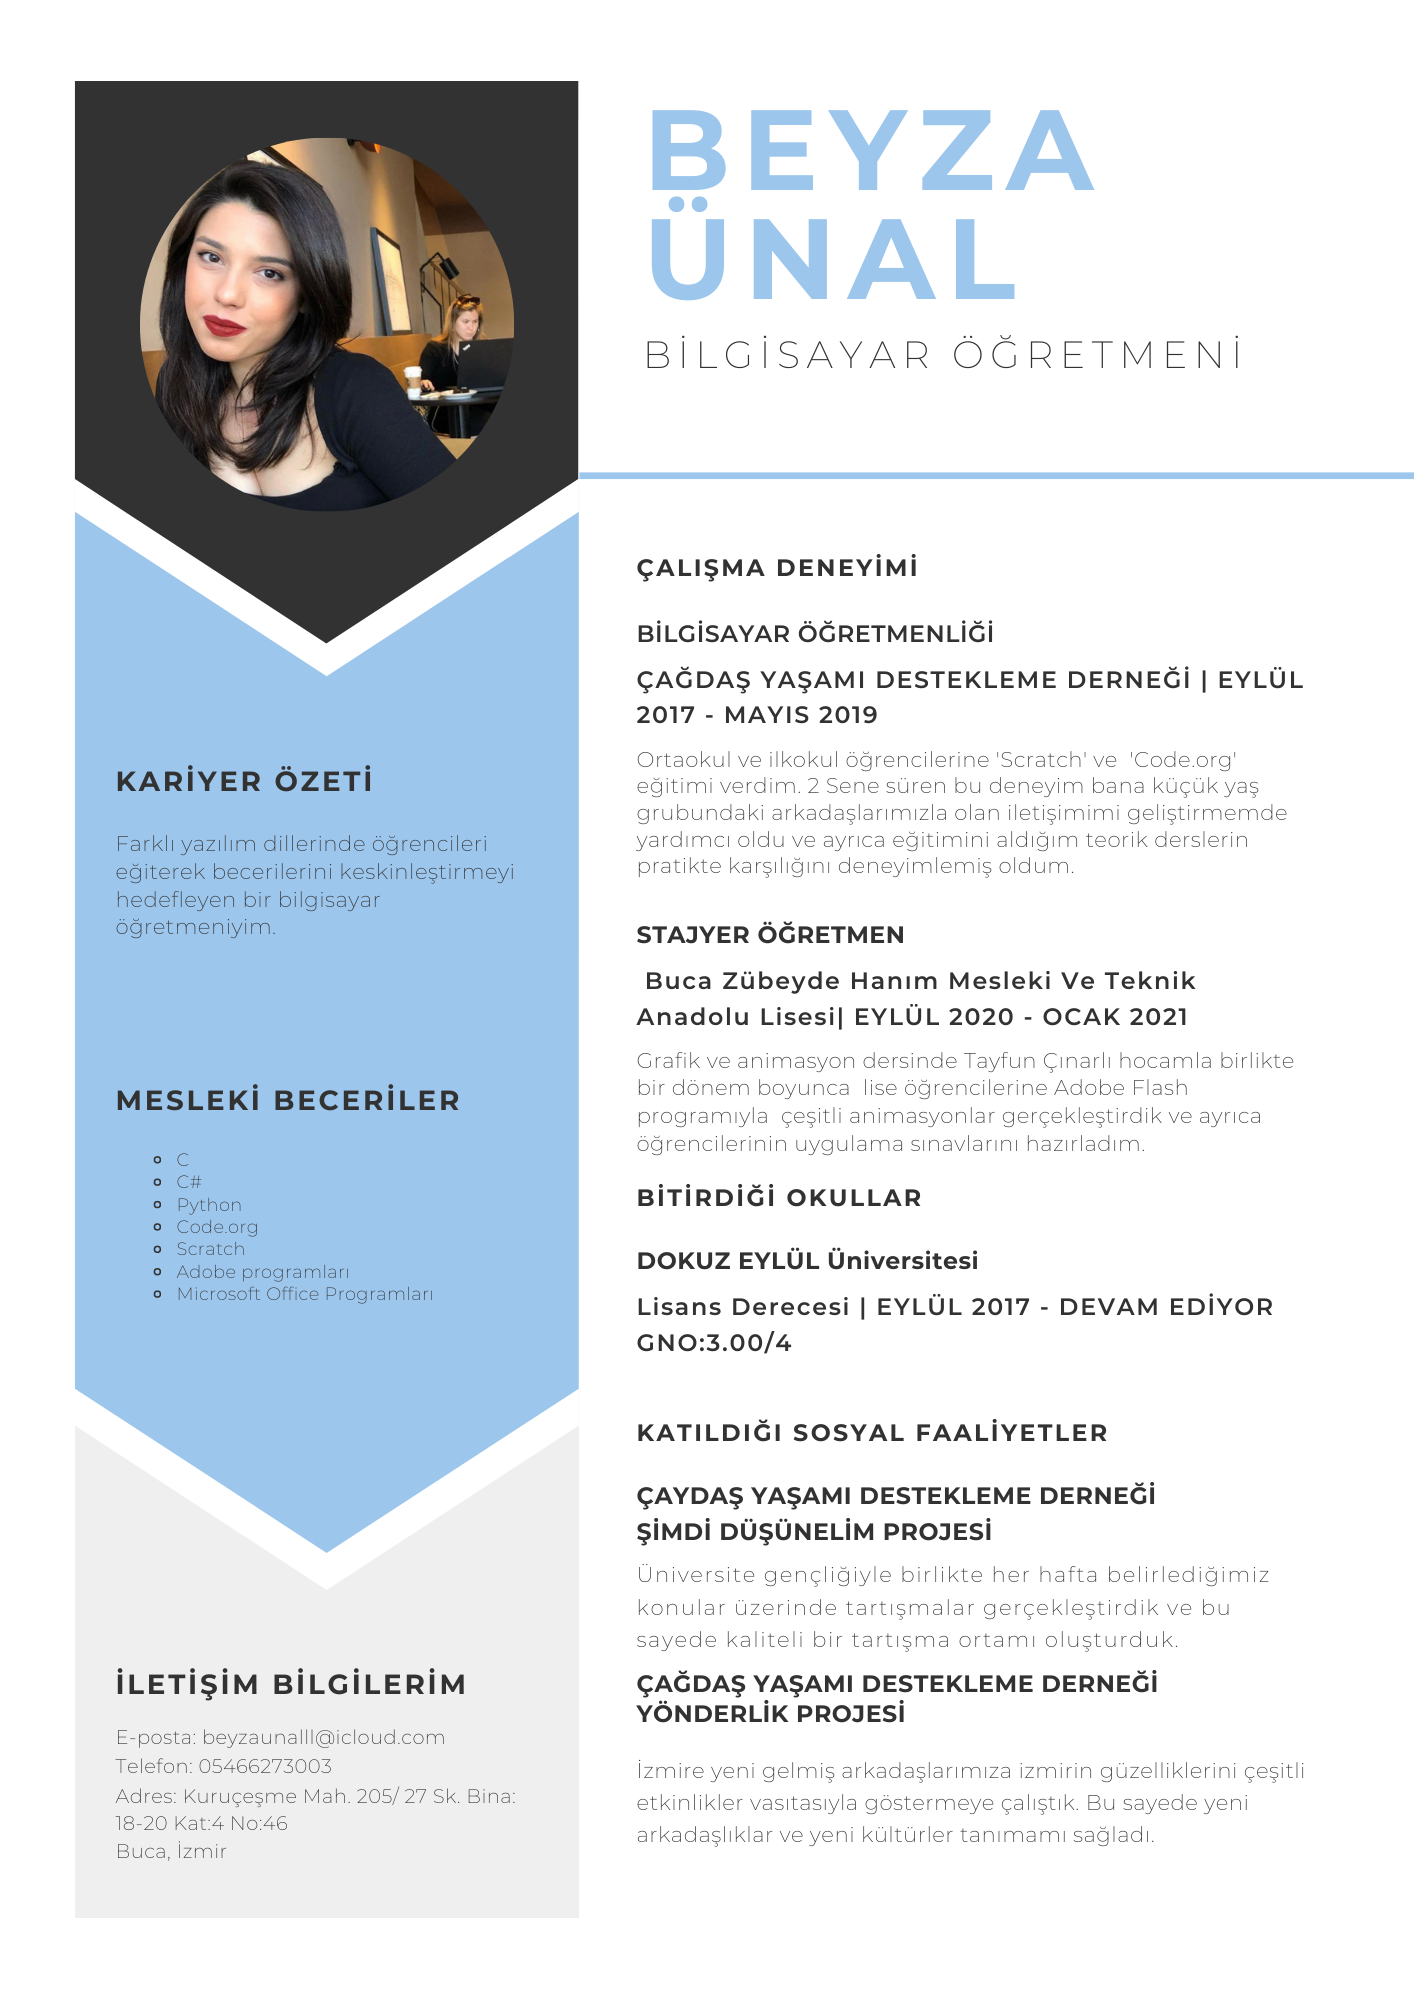 BEYZA
ÜNAL
BİLGİSAYAR ÖĞRETMENİ
KARİYER ÖZETİ
Farklı yazılım dillerinde öğrencileri
eğiterek becerilerini keskinleştirmeyi
hedefleyen bir bilgisayar
öğretmeniyim.
MESLEKİ BECERİLER
C
C#
Python
Code.org
Scratch
Adobe programları
Microsoft Office Programları
İLETİŞİM BİLGİLERİM
E-posta: beyzaunalll@icloud.com
Telefon: 05466273003
Adres: Kuruçeşme Mah. 205/ 27 Sk. Bina:
18-20 Kat:4 No:46
Buca, İzmir
ÇALIŞMA DENEYİMİ
BİLGİSAYAR ÖĞRETMENLİĞİ
ÇAĞDAŞ YAŞAMI DESTEKLEME DERNEĞİ | EYLÜL
2017 - MAYIS 2019
Ortaokul ve ilkokul öğrencilerine 'Scratch' ve 'Code.org'
eğitimi verdim. 2 Sene süren bu deneyim bana küçük yaş
grubundaki arkadaşlarımızla olan iletişimimi geliştirmemde
yardımcı oldu ve ayrıca eğitimini aldığım teorik derslerin
pratikte karşılığını deneyimlemiş oldum.
STAJYER ÖĞRETMEN
Buca Zübeyde Hanım Mesleki Ve Teknik
Anadolu Lisesi| EYLÜL 2020 - OCAK 2021
Grafik ve animasyon dersinde Tayfun Çınarlı hocamla birlikte
bir dönem boyunca lise öğrencilerine Adobe Flash
programıyla çeşitli animasyonlar gerçekleştirdik ve ayrıca
öğrencilerinin uygulama sınavlarını hazırladım.
BİTİRDİĞİ OKULLAR
DOKUZ EYLÜL Üniversitesi
Lisans Derecesi | EYLÜL 2017 - DEVAM EDİYOR
GNO:3.00/4
KATILDIĞI SOSYAL FAALİYETLER
ÇAYDAŞ YAŞAMI DESTEKLEME DERNEĞİ
ŞİMDİ DÜŞÜNELİM PROJESİ
Üniversite gençliğiyle birlikte her hafta belirlediğimiz
konular üzerinde tartışmalar gerçekleştirdik ve bu
sayede kaliteli bir tartışma ortamı oluşturduk.
ÇAĞDAŞ YAŞAMI DESTEKLEME DERNEĞİ
YÖNDERLİK PROJESİ
İzmire yeni gelmiş arkadaşlarımıza izmirin güzelliklerini çeşitli
etkinlikler vasıtasıyla göstermeye çalıştık. Bu sayede yeni
arkadaşlıklar ve yeni kültürler tanımamı sağladı.